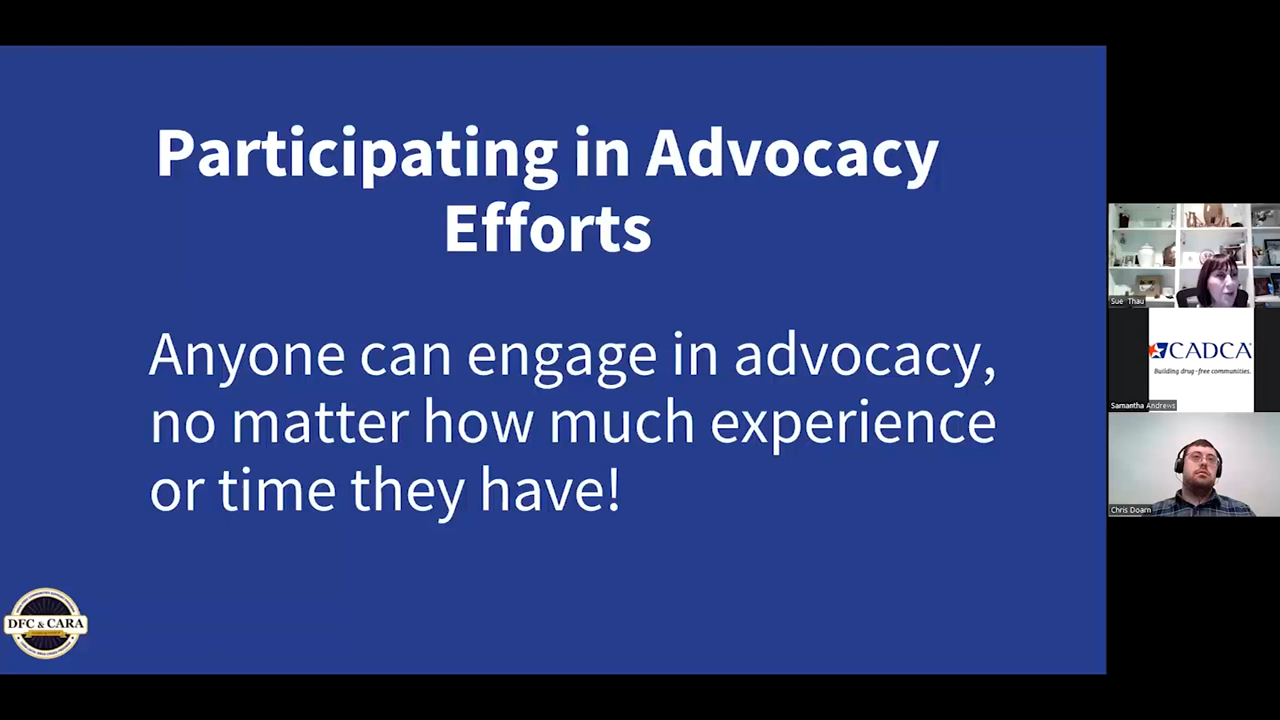 Participating in Advocacy
Efforts
Anyone can engage in advocacy,
no matter how much experience
or time they have!
DFC & CARA
Sue Thau
CADCA
Building drug-free communities.
Samantha Andrews
Chris Doarn